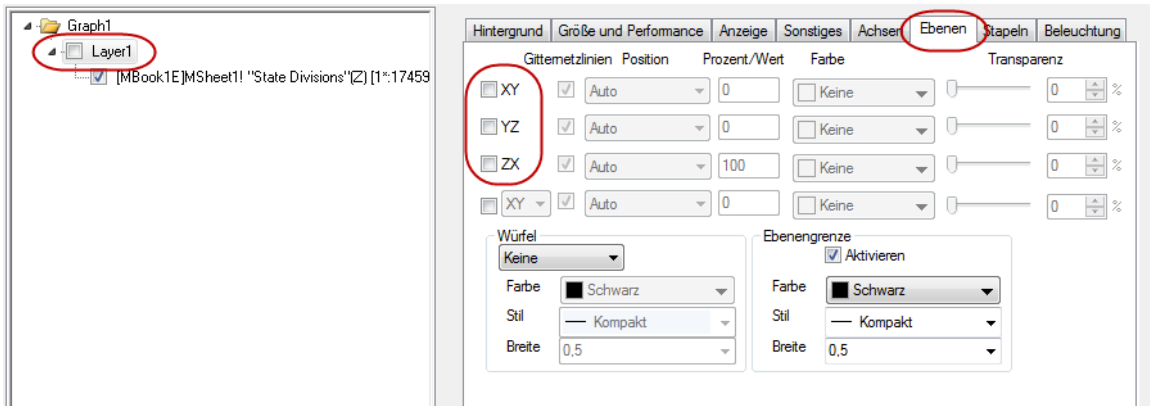 Graph1
Layer1
[MBook1E]MSheet1! "State Divisions"(Z) [1*:17459
Hintergrund Größe und Performance Anzeige Sonstiges Achsen Ebenen Stapeln Beleuchtung
Gitternetzlinien Position Prozent/Wert Farbe Transparenz
XY Auto 0 Keine 0 %
YZ Auto 0 Keine 0 %
ZX Auto 100 Keine 0 %
XY Auto 0 Keine 0 %
Würfel Ebenengrenze
Keine Aktivieren
Farbe Schwarz Farbe Schwarz
Stil Kompakt Stil Kompakt
Breite 0,5 Breite 0,5